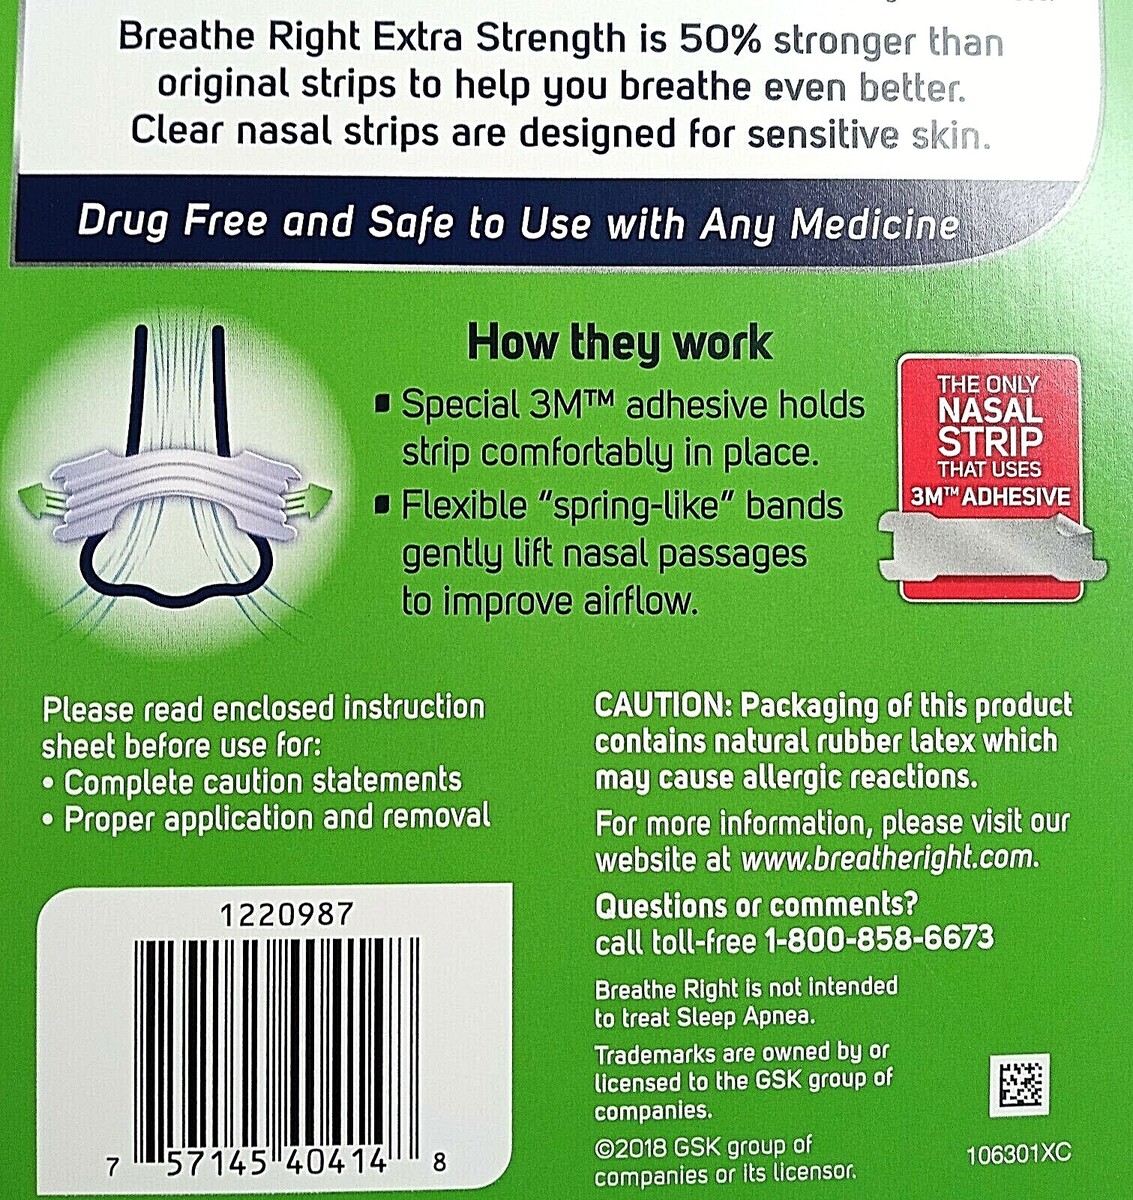 Breathe Right Extra Strength is 50% stronger than
original strips to help you breathe even better.
Clear nasal strips are designed for sensitive skin.
Drug Free and Safe to Use with Any Medicine
How they work
▪ Special 3M™ adhesive holds
strip comfortably in place.
▪ Flexible “spring-like” bands
gently lift nasal passages
to improve airflow.
THE ONLY
NASAL
STRIP
THAT USES
3M™ ADHESIVE
Please read enclosed instruction
sheet before use for:
• Complete caution statements
• Proper application and removal
1220987
7 57145 40414 8
CAUTION: Packaging of this product
contains natural rubber latex which
may cause allergic reactions.
For more information, please visit our
website at www.breatheright.com.
Questions or comments?
call toll-free 1-800-858-6673
Breathe Right is not intended
to treat Sleep Apnea.
Trademarks are owned by or
licensed to the GSK group of
companies.
©2018 GSK group of
companies or its licensor.
106301XC